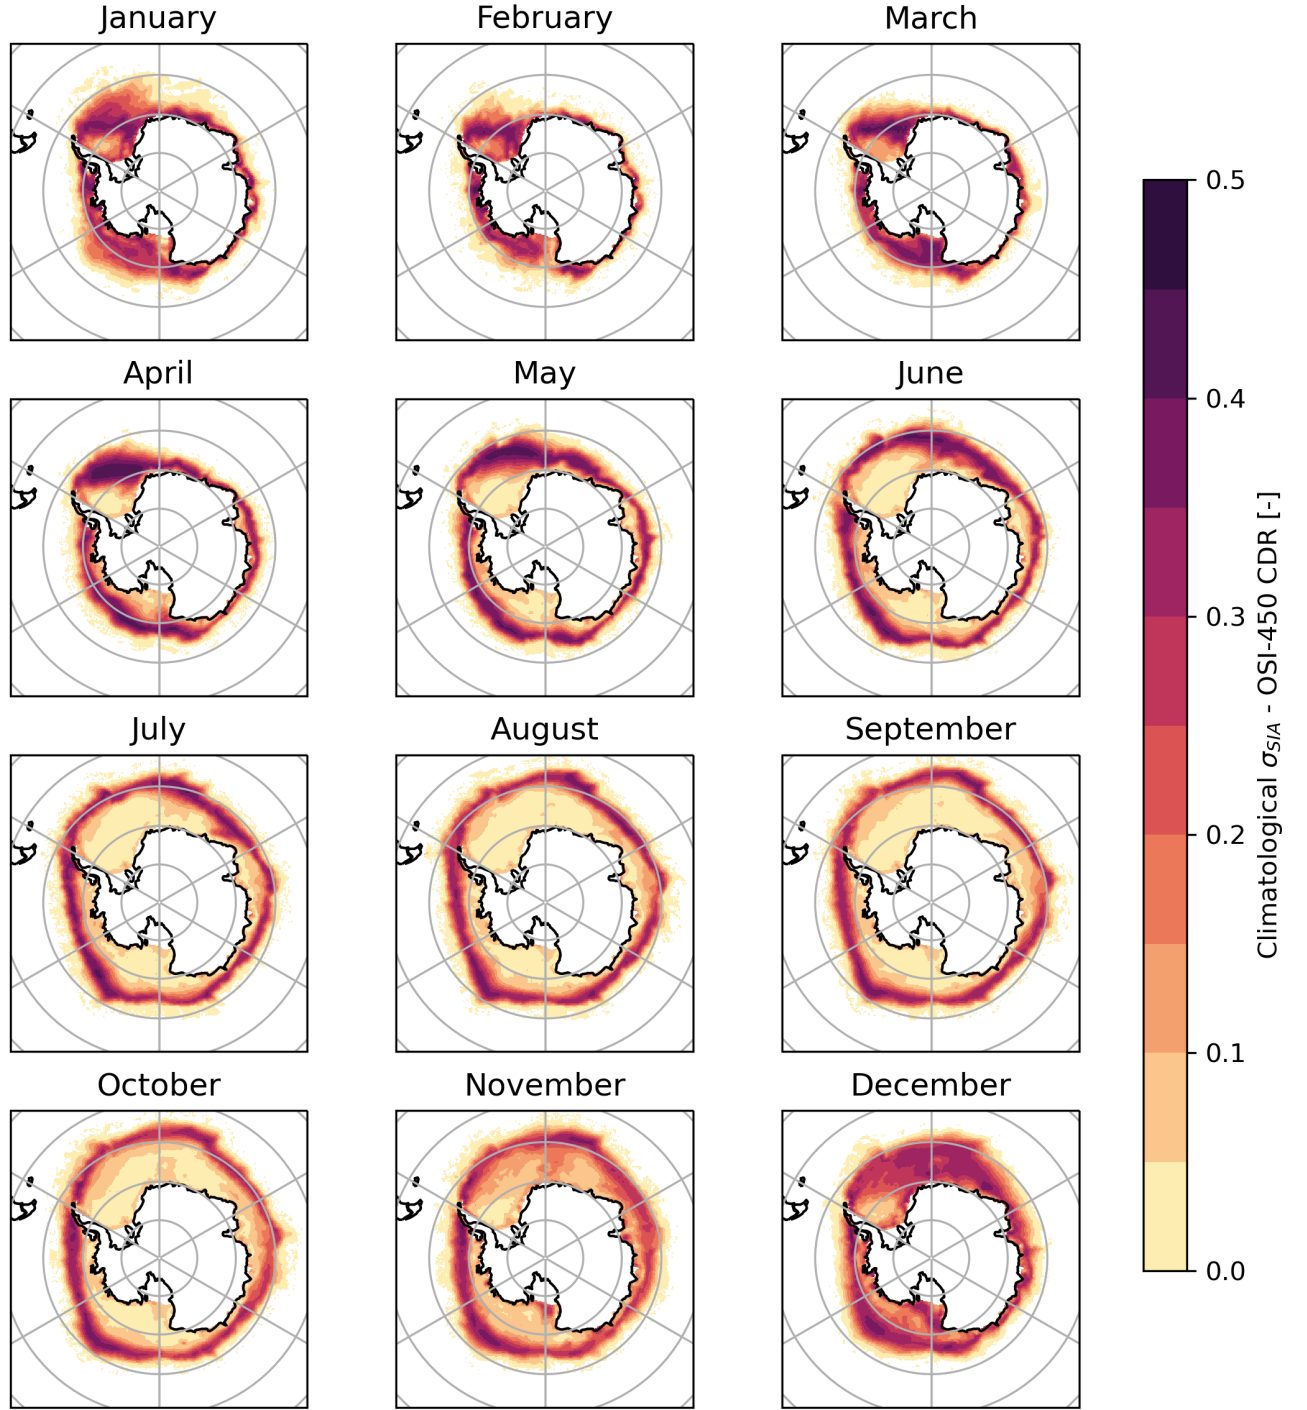 January
February
March
April
May
June
July
August
September
October
November
December
0.5
0.4
0.3
0.2
0.1
0.0
Climatological σ_SIA - OSI-450 CDR [-]